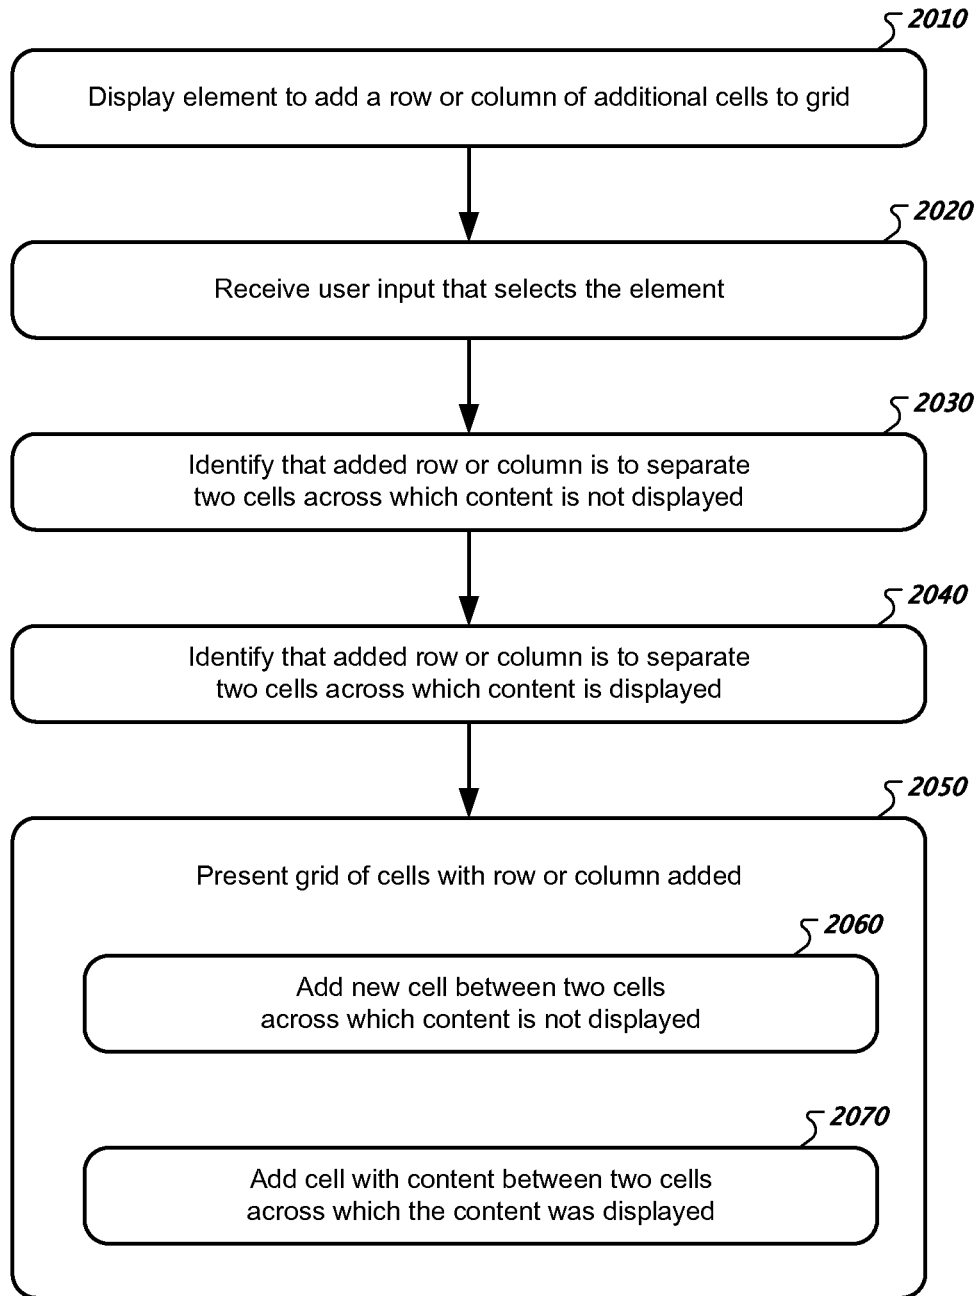 2010
Display element to add a row or column of additional cells to grid
2020
Receive user input that selects the element
2030
Identify that added row or column is to separate
two cells across which content is not displayed
2040
Identify that added row or column is to separate
two cells across which content is displayed
2050
Present grid of cells with row or column added
2060
Add new cell between two cells
across which content is not displayed
2070
Add cell with content between two cells
across which the content was displayed